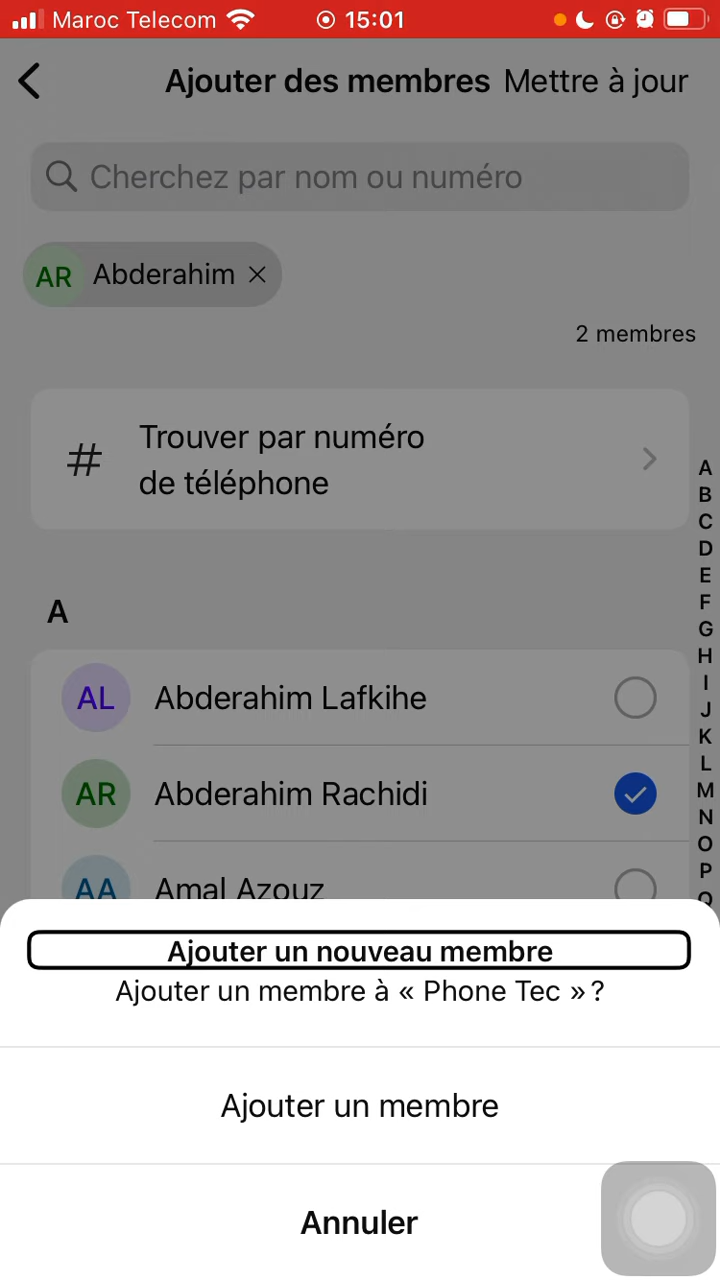 Maroc Telecom 15:01
Ajouter des membres Mettre à jour
Cherchez par nom ou numéro
AR Abderahim
2 membres
# Trouver par numéro
de téléphone
A
AL Abderahim Lafkihe
AR Abderahim Rachidi
AA Amal Azouz
A
B
C
D
E
F
G
H
I
J
K
L
M
N
O
P
Q
Ajouter un nouveau membre
Ajouter un membre à « Phone Tec » ?
Ajouter un membre
Annuler